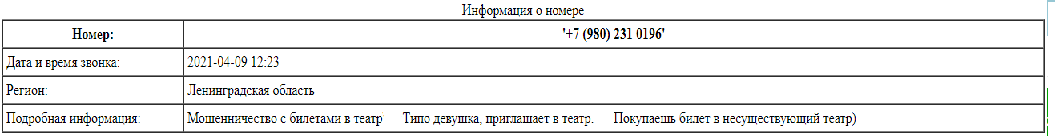 Информация о номере
Номер: '+7 (980) 231 0196'
Дата и время звонка: 2021-04-09 12:23
Регион: Ленинградская область
Подробная информация: Мошенничество с билетами в театр Типо девушка, приглашает в театр. Покупаешь билет в несуществующий театр)